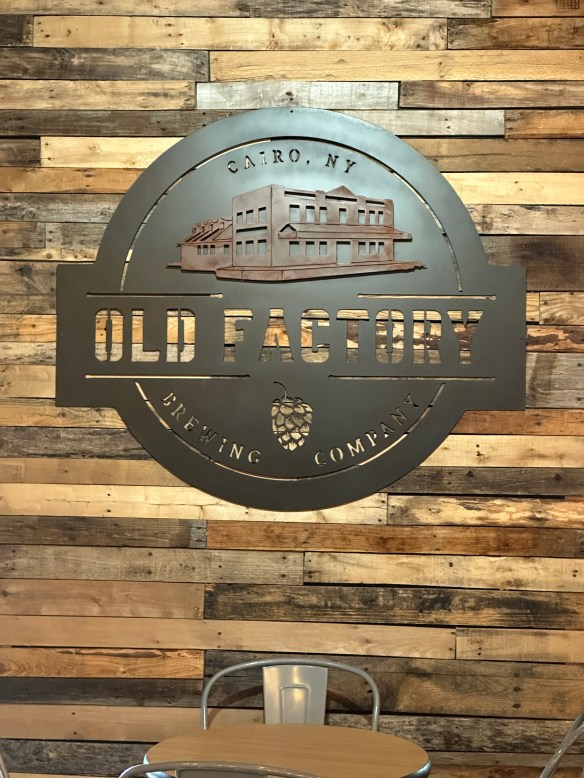 CAIRO, NY
OLD FACTORY
BREWING COMPANY